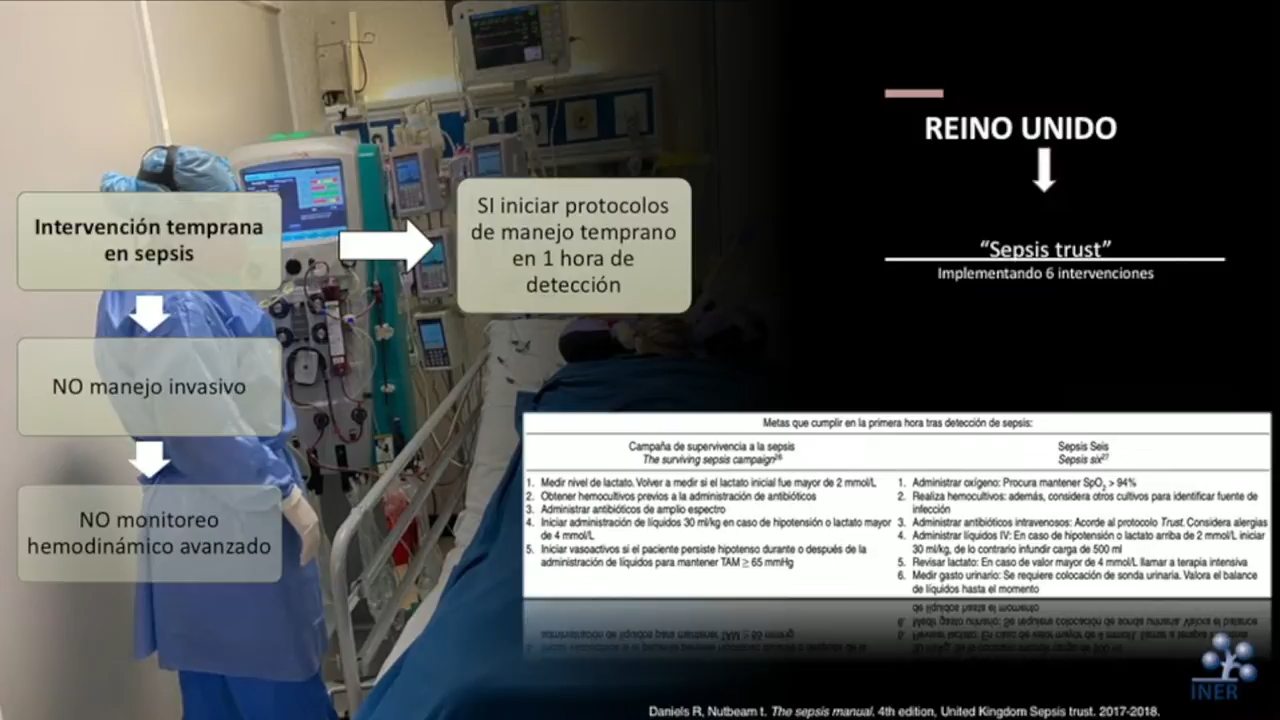 Intervención temprana
en sepsis
NO manejo invasivo
NO monitoreo
hemodinámico avanzado
SI iniciar protocolos
de manejo temprano
en 1 hora de
detección
REINO UNIDO
“Sepsis trust”
Implementando 6 intervenciones
Metas que cumplir en la primera hora tras detección de sepsis:
Campaña de supervivencia a la sepsis
The surviving sepsis campaign26
1. Medir nivel de lactato. Volver a medir si el lactato inicial fue mayor de 2 mmol/L
2. Obtener hemocultivos previos a la administración de antibióticos
3. Administrar antibióticos de amplio espectro
4. Iniciar administración de líquidos 30 ml/kg en caso de hipotensión o lactato mayor
de 4 mmol/L
5. Iniciar vasoactivos si el paciente persiste hipotenso durante o después de la
administración de líquidos para mantener TAM ≥ 65 mmHg
Sepsis Seis
Sepsis six27
1. Administrar oxígeno: Procura mantener SpO2 > 94%
2. Realiza hemocultivos: además, considera otros cultivos para identificar fuente de
infección
3. Administrar antibióticos intravenosos: Acorde al protocolo Trust. Considera alergias
4. Administrar líquidos IV: En caso de hipotensión o lactato arriba de 2 mmol/L iniciar
30 ml/kg, de lo contrario infundir carga de 500 ml
5. Revisar lactato: En caso de valor mayor de 4 mmol/L llamar a terapia intensiva
6. Medir gasto urinario: Se requiere colocación de sonda urinaria. Valora el balance
de líquidos hasta el momento
INER
Daniels R, Nutbeam t. The sepsis manual. 4th edition, United Kingdom Sepsis trust. 2017-2018.